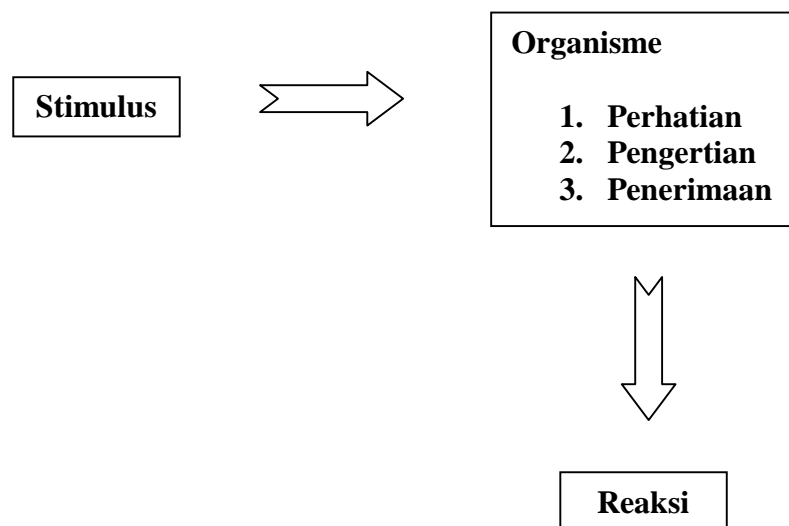 Stimulus
Organisme
1. Perhatian
2. Pengertian
3. Penerimaan
Reaksi